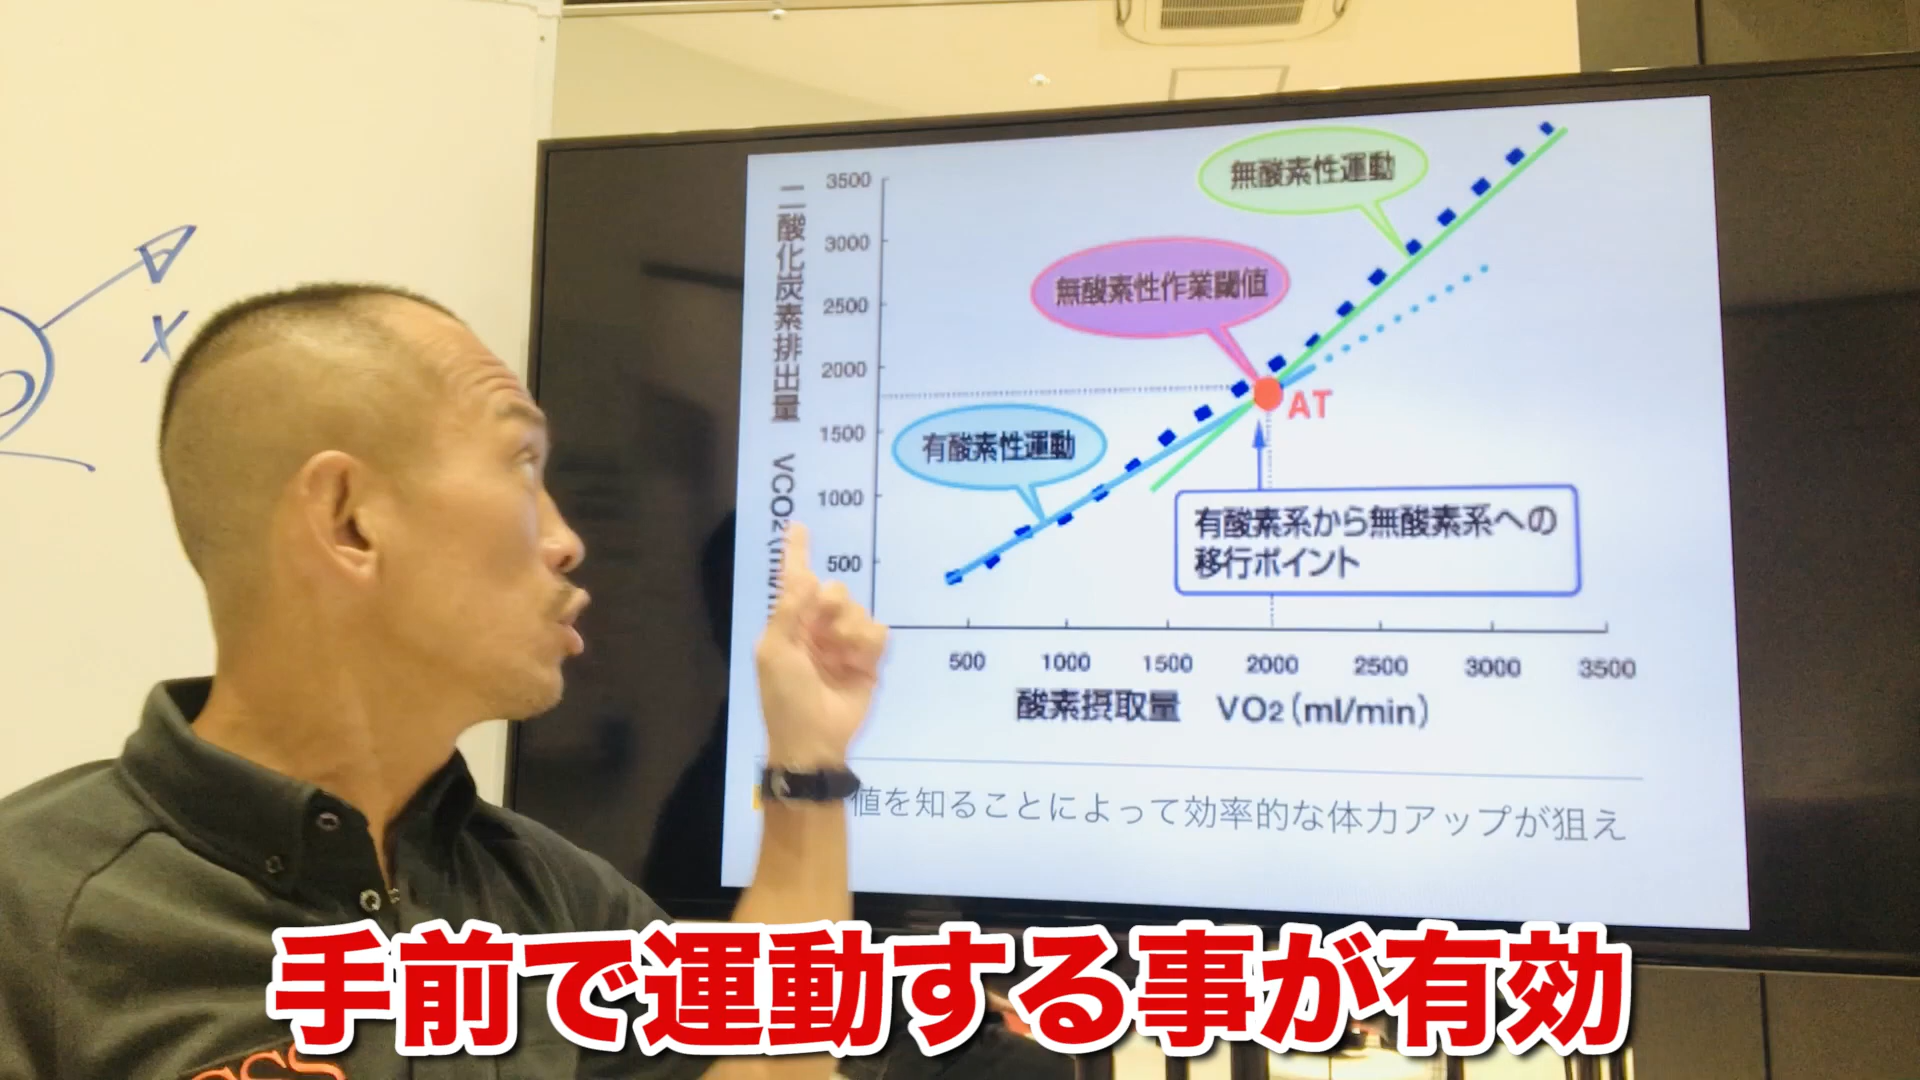 X
二酸化炭素排出量 VCO2(ml/
3500
3000
2500
2000
1500
1000
500
無酸素性運動
無酸素性作業閾値
有酸素性運動
AT
有酸素系から無酸素系への
移行ポイント
500 1000 1500 2000 2500 3000 3500
酸素摂取量 VO2(ml/min)
値を知ることによって効率的な体力アップが狙え
手前で運動する事が有効